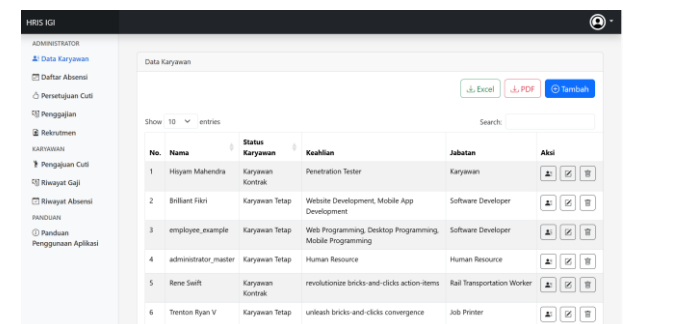 HRIS IGI
ADMINISTRATOR
Data Karyawan
Daftar Absensi
Persetujuan Cuti
Penggajian
Rekrutmen
KARYAWAN
Pengajuan Cuti
Riwayat Gaji
Riwayat Absensi
PANDUAN
Panduan
Penggunaan Aplikasi
Data Karyawan
Excel PDF Tambah
Show 10 entries Search:
No. Nama Status Karyawan Keahlian Jabatan Aksi
1 Hisyam Mahendra Karyawan Kontrak Penetration Tester Karyawan
2 Brilliant Fikri Karyawan Tetap Website Development, Mobile App Development Software Developer
3 employee_example Karyawan Tetap Web Programming, Desktop Programming, Mobile Programming Software Developer
4 administrator_master Karyawan Tetap Human Resource Human Resource
5 Rene Swift Karyawan Kontrak revolutionize bricks-and-clicks action-items Rail Transportation Worker
6 Trenton Ryan V Karyawan Tetap unleash bricks-and-clicks convergence Job Printer